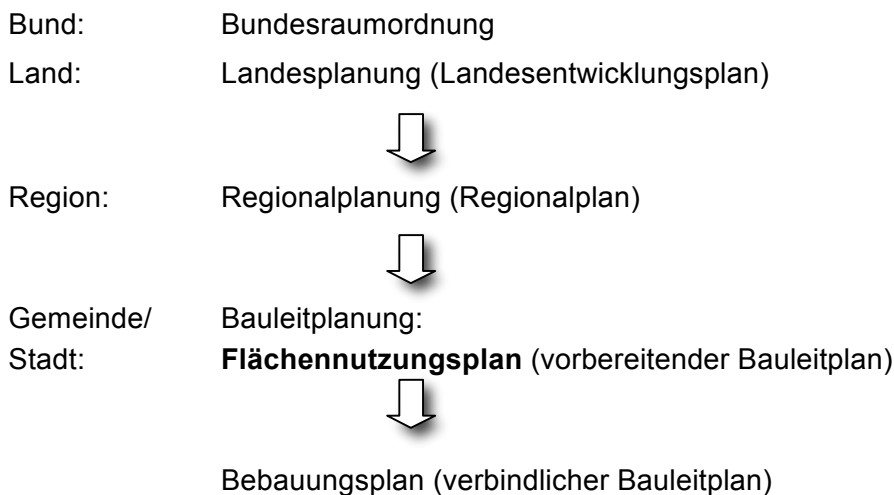 Bund: Bundesraumordnung
Land: Landesplanung (Landesentwicklungsplan)
Region: Regionalplanung (Regionalplan)
Gemeinde/ Bauleitplanung:
Stadt: Flächennutzungsplan (vorbereitender Bauleitplan)
Bebauungsplan (verbindlicher Bauleitplan)